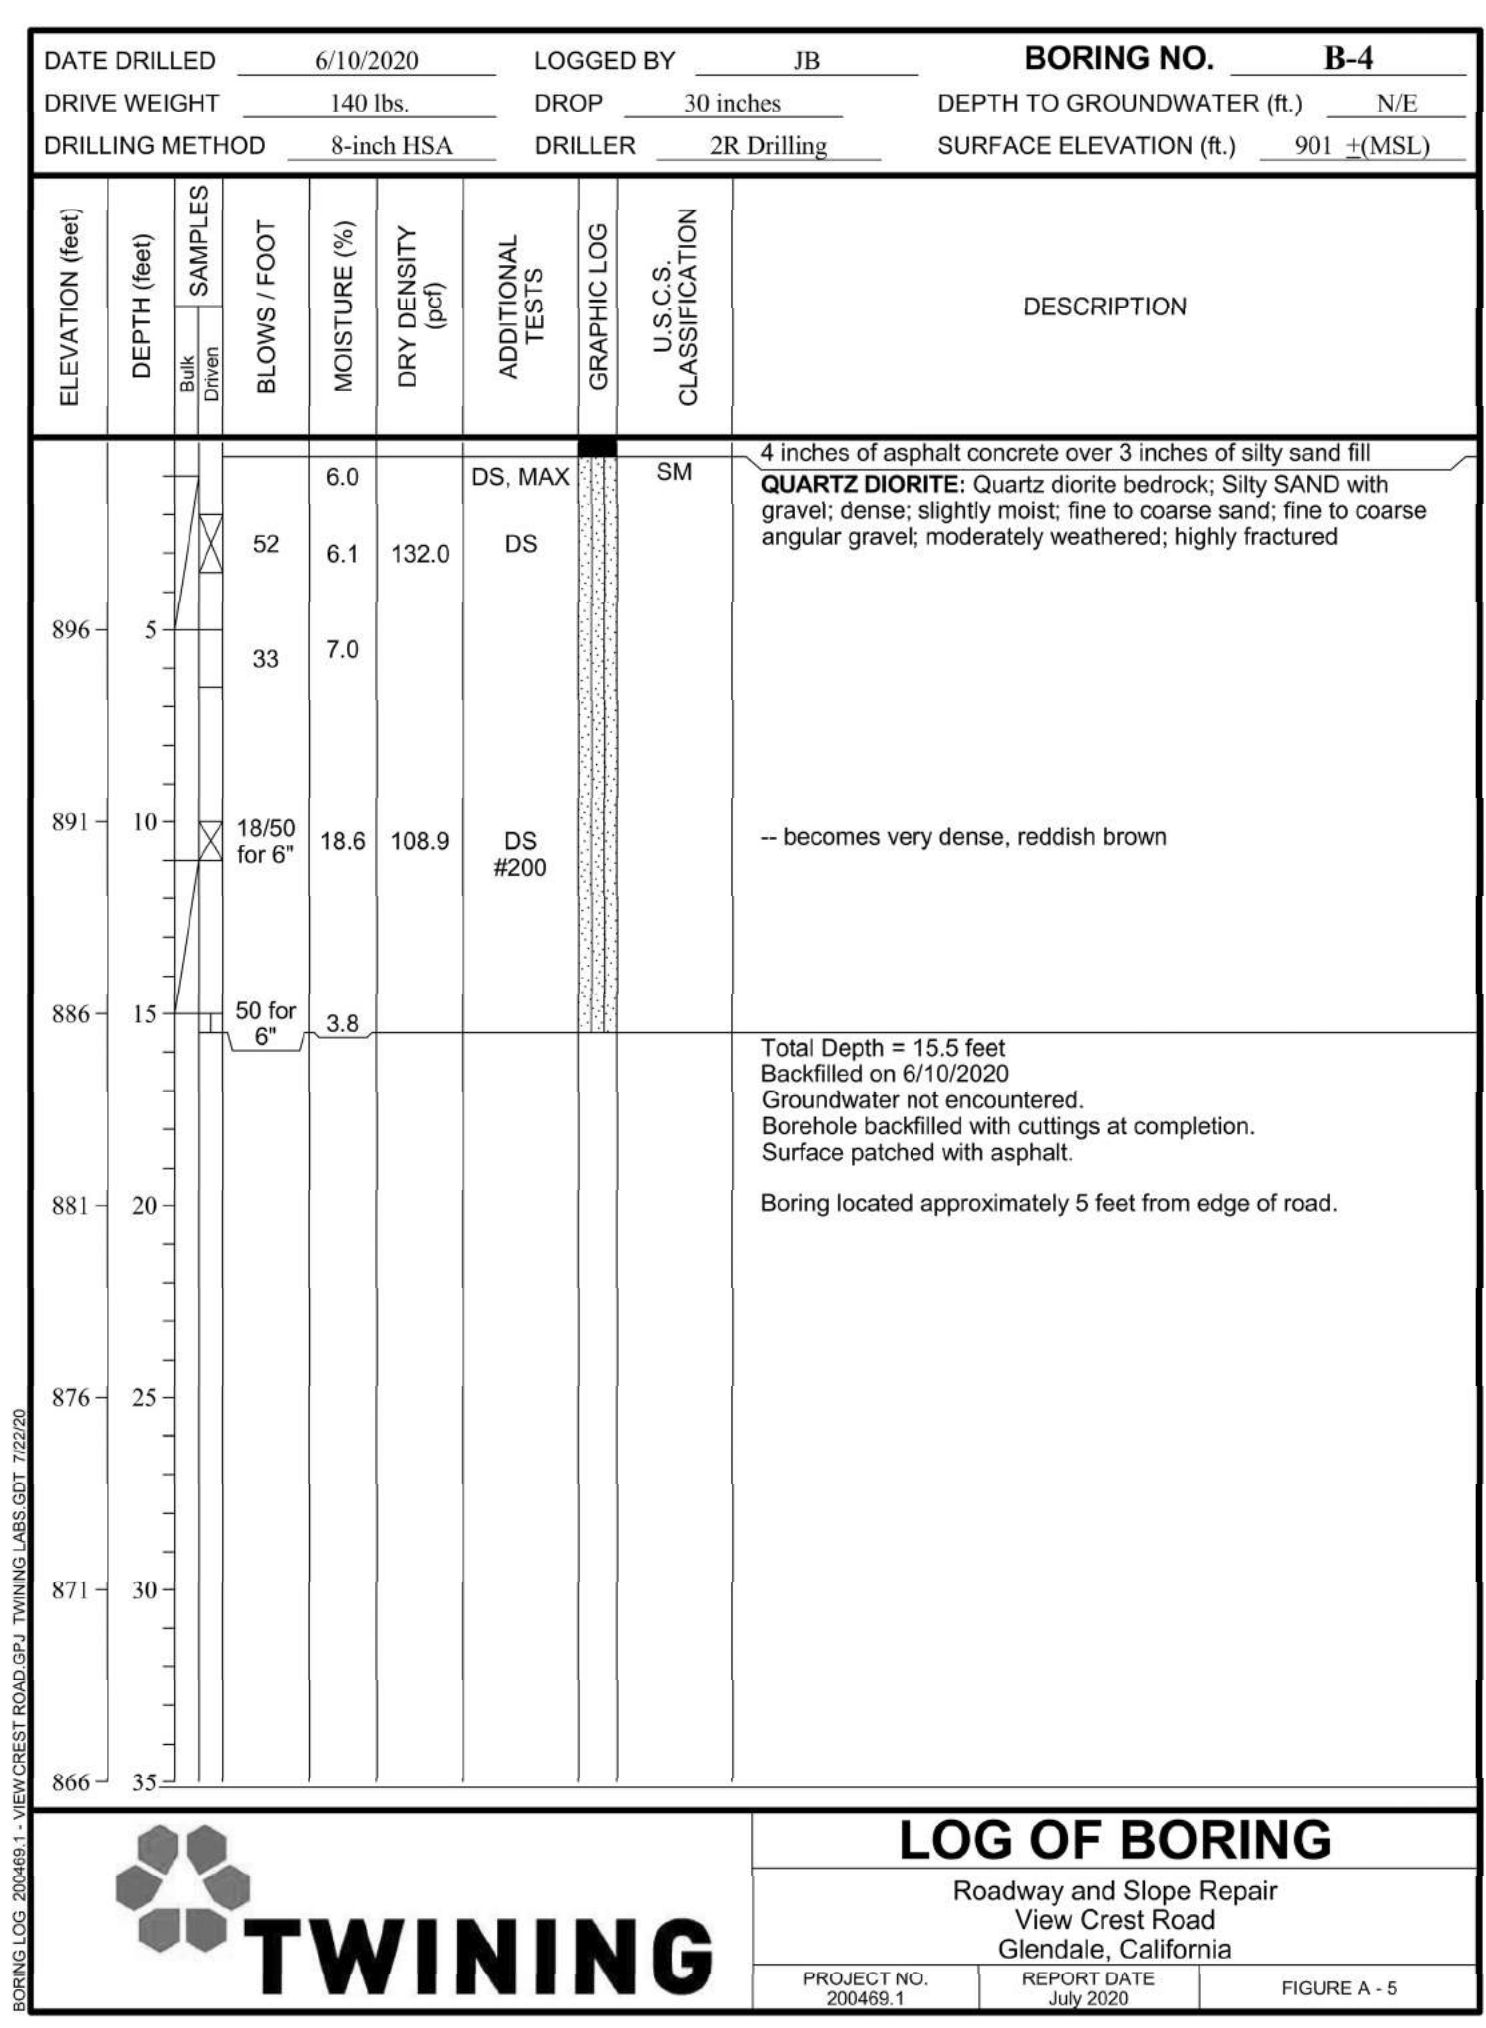 DATE DRILLED 6/10/2020 LOGGED BY JB BORING NO. B-4
DRIVE WEIGHT 140 lbs. DROP 30 inches DEPTH TO GROUNDWATER (ft.) N/E
DRILLING METHOD 8-inch HSA DRILLER 2R Drilling SURFACE ELEVATION (ft.) 901 ±(MSL)
ELEVATION (feet)
DEPTH (feet)
SAMPLES
Bulk
Driven
BLOWS / FOOT
MOISTURE (%)
DRY DENSITY
(pcf)
ADDITIONAL
TESTS
GRAPHIC LOG
U.S.C.S.
CLASSIFICATION
DESCRIPTION
4 inches of asphalt concrete over 3 inches of silty sand fill
6.0 DS, MAX SM
QUARTZ DIORITE: Quartz diorite bedrock; Silty SAND with
gravel; dense; slightly moist; fine to coarse sand; fine to coarse
angular gravel; moderately weathered; highly fractured
52 6.1 132.0 DS
896 5
33 7.0
891 10 18/50
for 6" 18.6 108.9 DS
#200
-- becomes very dense, reddish brown
886 15 50 for
6" 3.8
Total Depth = 15.5 feet
Backfilled on 6/10/2020
Groundwater not encountered.
Borehole backfilled with cuttings at completion.
Surface patched with asphalt.
881 20 Boring located approximately 5 feet from edge of road.
876 25
871 30
866 35
BORING LOG 200469.1 - VIEW CREST ROAD.GPJ TWINING LABS.GDT 7/22/20
TWINING
LOG OF BORING
Roadway and Slope Repair
View Crest Road
Glendale, California
PROJECT NO.
200469.1
REPORT DATE
July 2020
FIGURE A - 5